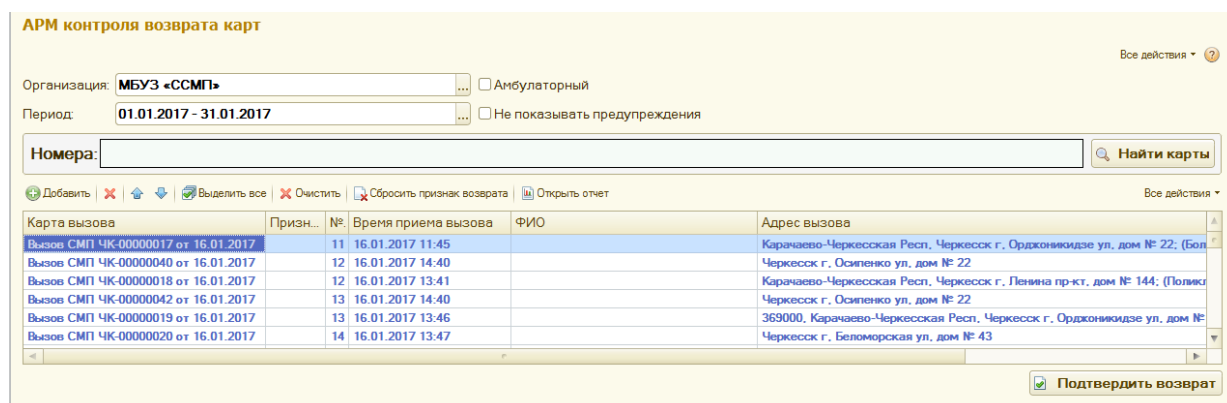 АРМ контроля возврата карт
Все действия
Организация: МБУЗ «ССМП» ... Амбулаторный
Период: 01.01.2017 - 31.01.2017 ... Не показывать предупреждения
Номера: Найти карты
Добавить Выделить все Очистить Сбросить признак возврата Открыть отчет Все действия
Карта вызова Призн... №. Время приема вызова ФИО Адрес вызова
Вызов СМП ЧК-00000017 от 16.01.2017 11 16.01.2017 11:45 Карачаево-Черкесская Респ, Черкесск г, Орджоникидзе ул, дом № 22; (Бол
Вызов СМП ЧК-00000040 от 16.01.2017 12 16.01.2017 14:40 Черкесск г, Осипенко ул, дом № 22
Вызов СМП ЧК-00000018 от 16.01.2017 12 16.01.2017 13:41 Карачаево-Черкесская Респ, Черкесск г, Ленина пр-кт, дом № 144; (Поликл
Вызов СМП ЧК-00000042 от 16.01.2017 13 16.01.2017 14:40 Черкесск г, Осипенко ул, дом № 22
Вызов СМП ЧК-00000019 от 16.01.2017 13 16.01.2017 13:46 369000, Карачаево-Черкесская Респ, Черкесск г, Орджоникидзе ул, дом №
Вызов СМП ЧК-00000020 от 16.01.2017 14 16.01.2017 13:47 Черкесск г, Беломорская ул, дом № 43
Подтвердить возврат